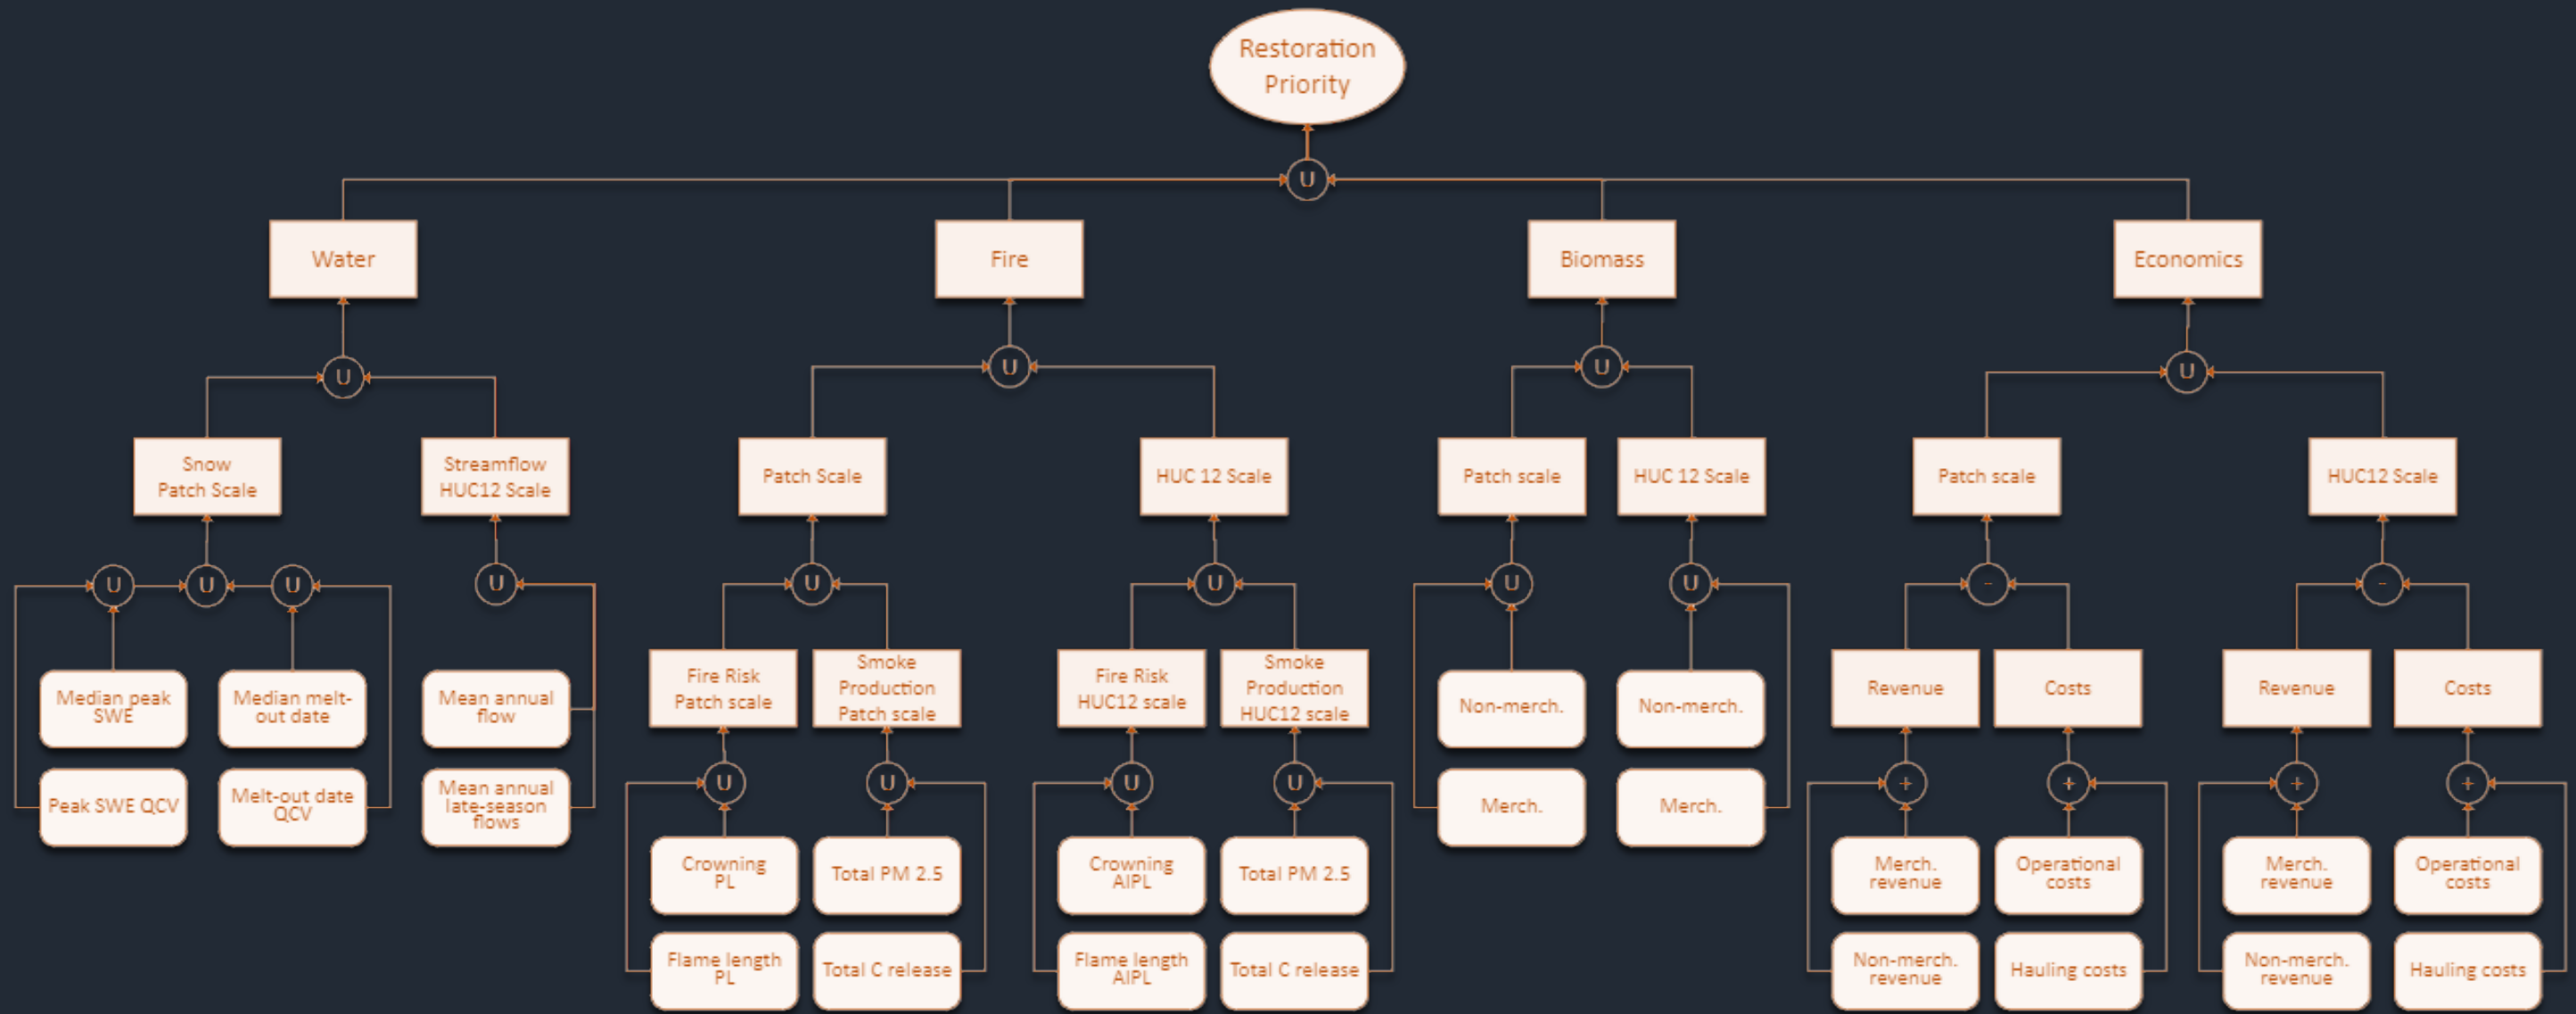 Restoration
Priority
U
Water
Fire
Biomass
Economics
U
U
U
U
Snow
Patch Scale
Streamflow
HUC12 Scale
Patch Scale
HUC 12 Scale
Patch scale
HUC 12 Scale
Patch scale
HUC12 Scale
U
U
U
U
U
U
U
U
-
-
Median peak
SWE
Median melt-
out date
Mean annual
flow
Fire Risk
Patch scale
Smoke
Production
Patch scale
Fire Risk
HUC12 scale
Smoke
Production
HUC12 scale
Non-merch.
Non-merch.
Revenue
Costs
Revenue
Costs
Peak SWE QCV
Melt-out date
QCV
Mean annual
late-season
flows
U
U
U
U
Merch.
Merch.
+
+
+
+
Crowning
PL
Total PM 2.5
Crowning
AIPL
Total PM 2.5
Merch.
revenue
Operational
costs
Merch.
revenue
Operational
costs
Flame length
PL
Total C release
Flame length
AIPL
Total C release
Non-merch.
revenue
Hauling costs
Non-merch.
revenue
Hauling costs